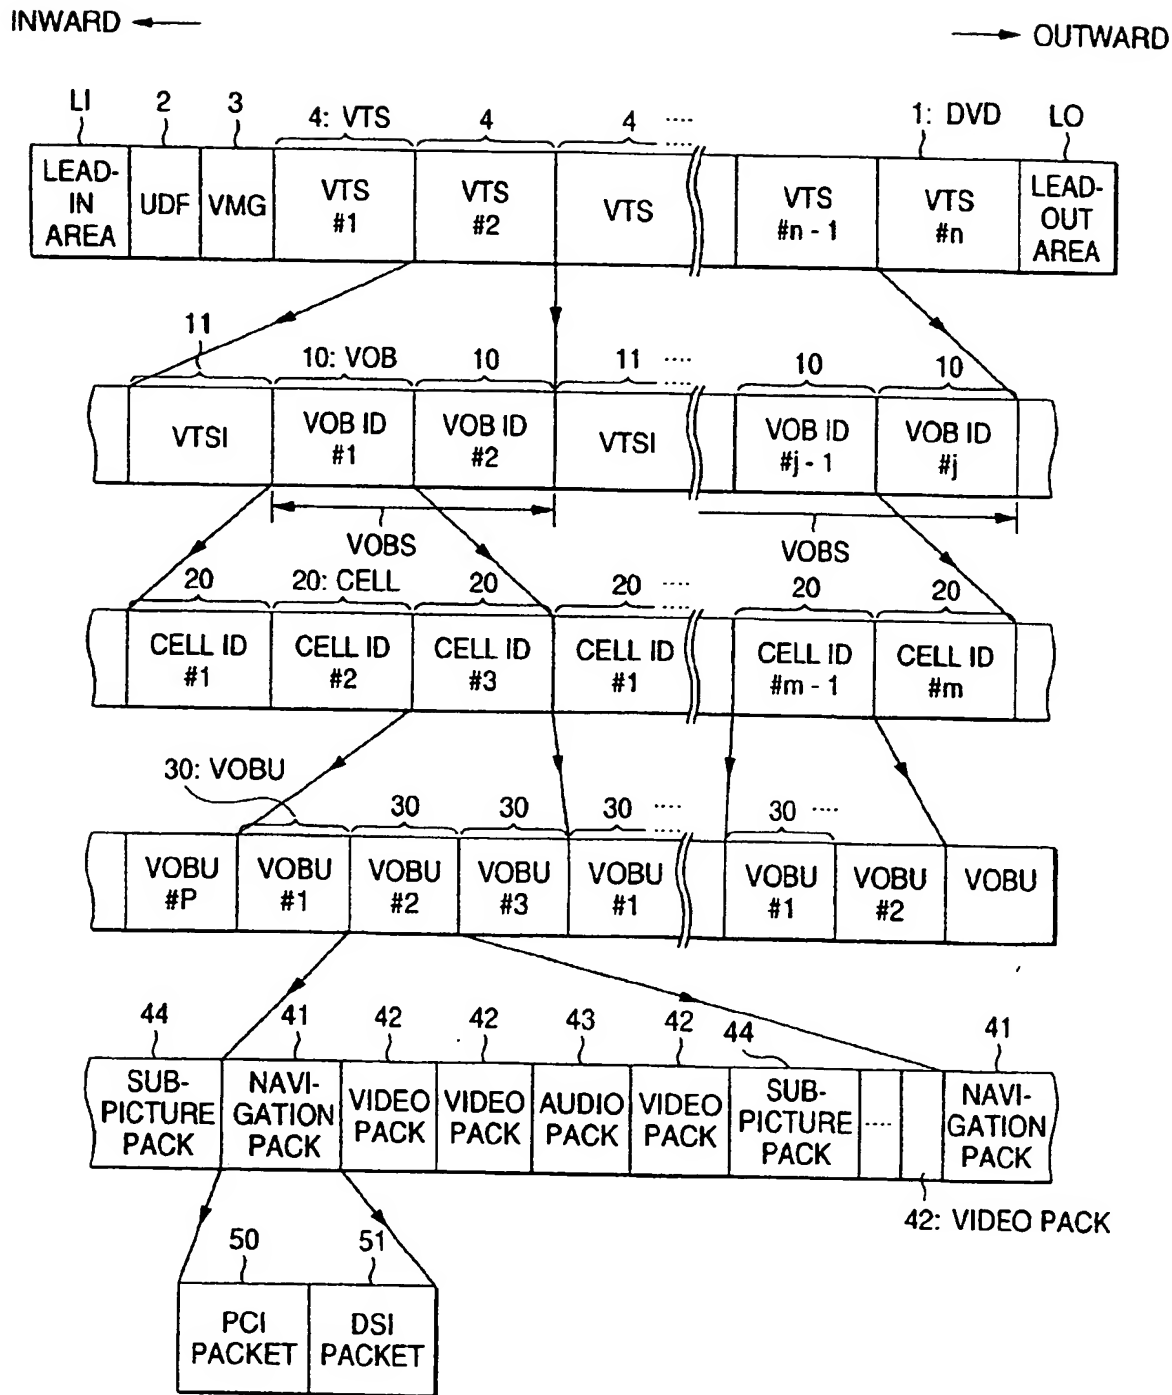 INWARD
OUTWARD
LI 2 3 4: VTS 4 4 ···· 1: DVD LO
LEAD-
IN
AREA
UDF
VMG
VTS
#1
VTS
#2
VTS
VTS
#n - 1
VTS
#n
LEAD-
OUT
AREA
11 10: VOB 10 11 ···· 10 10
VTSI
VOB ID
#1
VOB ID
#2
VTSI
VOB ID
#j - 1
VOB ID
#j
VOBS
VOBS
20 20: CELL 20 20 ···· 20 20
CELL ID
#1
CELL ID
#2
CELL ID
#3
CELL ID
#1
CELL ID
#m - 1
CELL ID
#m
30: VOBU 30 30 30 ···· 30 ····
VOBU
#P
VOBU
#1
VOBU
#2
VOBU
#3
VOBU
#1
VOBU
#1
VOBU
#2
VOBU
44 41 42 42 43 42 44 41
SUB-
PICTURE
PACK
NAVI-
GATION
PACK
VIDEO
PACK
VIDEO
PACK
AUDIO
PACK
VIDEO
PACK
SUB-
PICTURE
PACK
····
NAVI-
GATION
PACK
42: VIDEO PACK
50 51
PCI
PACKET
DSI
PACKET